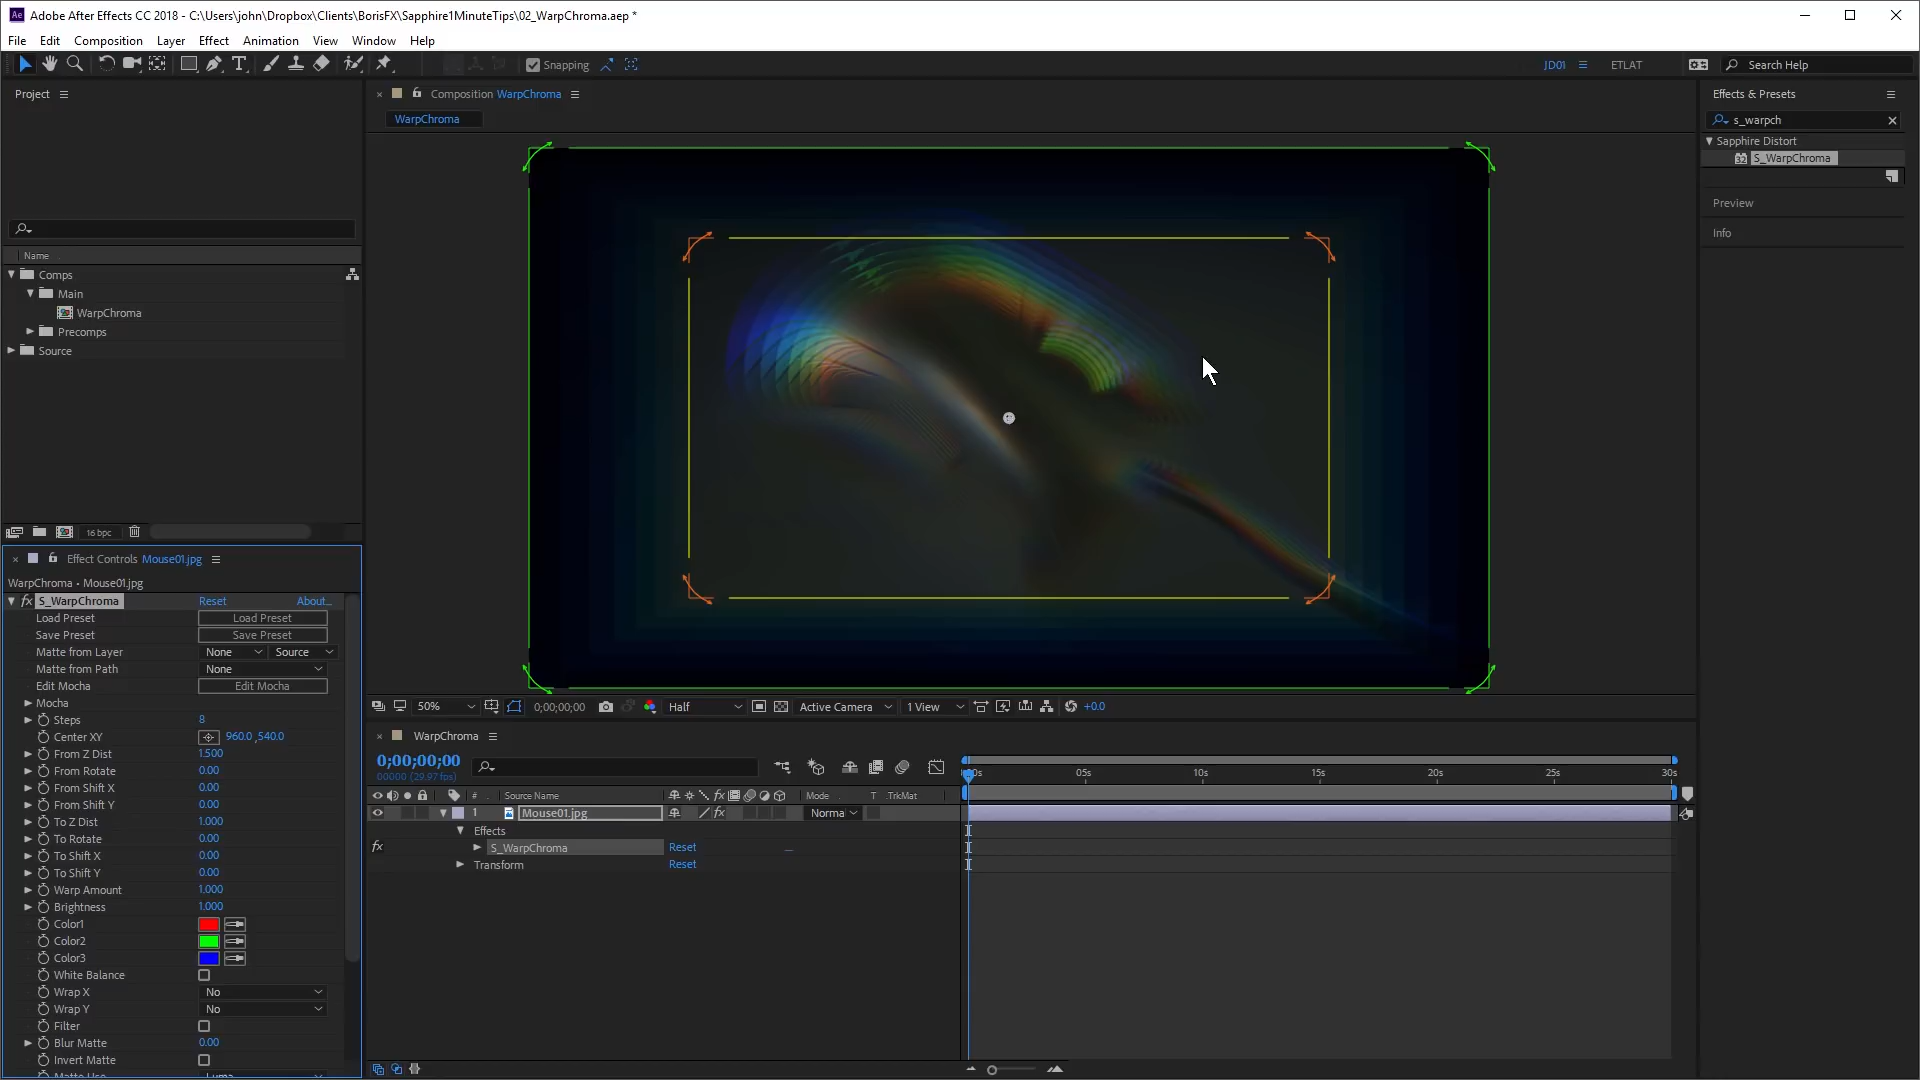 Adobe After Effects CC 2018 - C:\Users\john\Dropbox\Clients\BorisFX\Sapphire1MinuteTips\02_WarpChroma.aep *
File Edit Composition Layer Effect Animation View Window Help
Snapping JD01 ETLAT Search Help
Project
Name
Comps
Main
WarpChroma
Precomps
Source
16 bpc
Composition WarpChroma
WarpChroma
50% 0;00;00;00 Half Active Camera 1 View +0.0
Effects & Presets
s_warpch
Sapphire Distort
S_WarpChroma
Preview
Info
Effect Controls Mouse01.jpg
WarpChroma • Mouse01.jpg
fx S_WarpChroma Reset About...
Load Preset Load Preset
Save Preset Save Preset
Matte from Layer None Source
Matte from Path None
Edit Mocha Edit Mocha
Mocha
Steps 8
Center XY 960.0 ,540.0
From Z Dist 1.500
From Rotate 0.00
From Shift X 0.00
From Shift Y 0.00
To Z Dist 1.000
To Rotate 0.00
To Shift X 0.00
To Shift Y 0.00
Warp Amount 1.000
Brightness 1.000
Color1
Color2
Color3
White Balance
Wrap X No
Wrap Y No
Filter
Blur Matte 0.00
Invert Matte
Matte Use Luma
WarpChroma
0;00;00;00
00000 (29.97 fps)
05s 10s 15s 20s 25s 30s
# Source Name fx Mode T .TrkMat
1 Mouse01.jpg fx Norma
Effects
fx S_WarpChroma Reset
Transform Reset